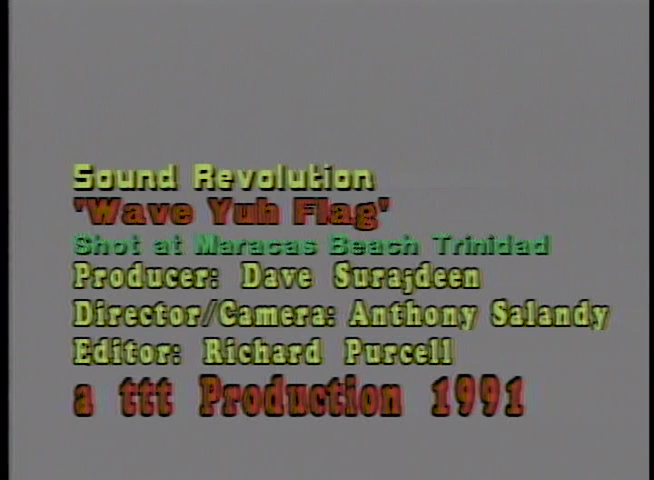 Sound Revolution
'Wave Yuh Flag'
Shot at Maracas Beach Trinidad
Producer: Dave Surajdeen
Director/Camera: Anthony Salandy
Editor: Richard Purcell
a ttt Production 1991